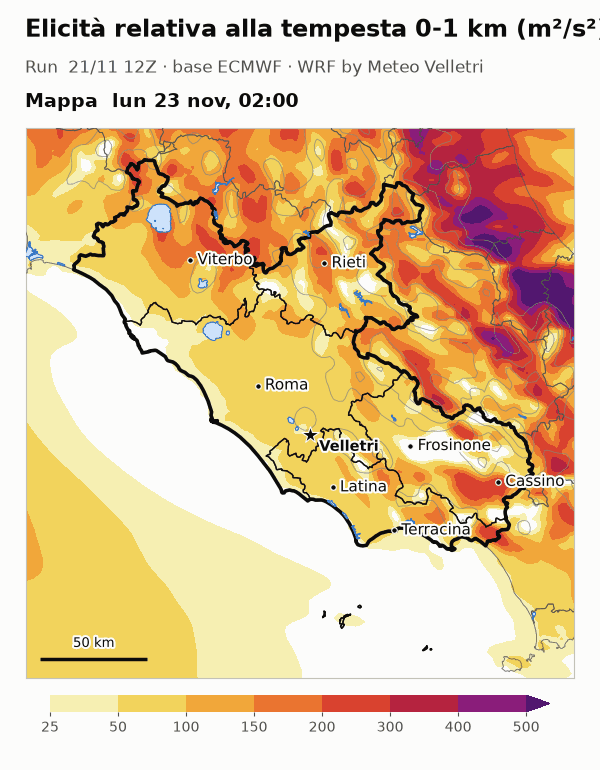 Elicità relativa alla tempesta 0-1 km (m²/s²)
Run 21/11 12Z · base ECMWF · WRF by Meteo Velletri
Mappa lun 23 nov, 02:00
Viterbo
Rieti
Roma
Velletri
Frosinone
Latina
Cassino
Terracina
50 km
25 50 100 150 200 300 400 500